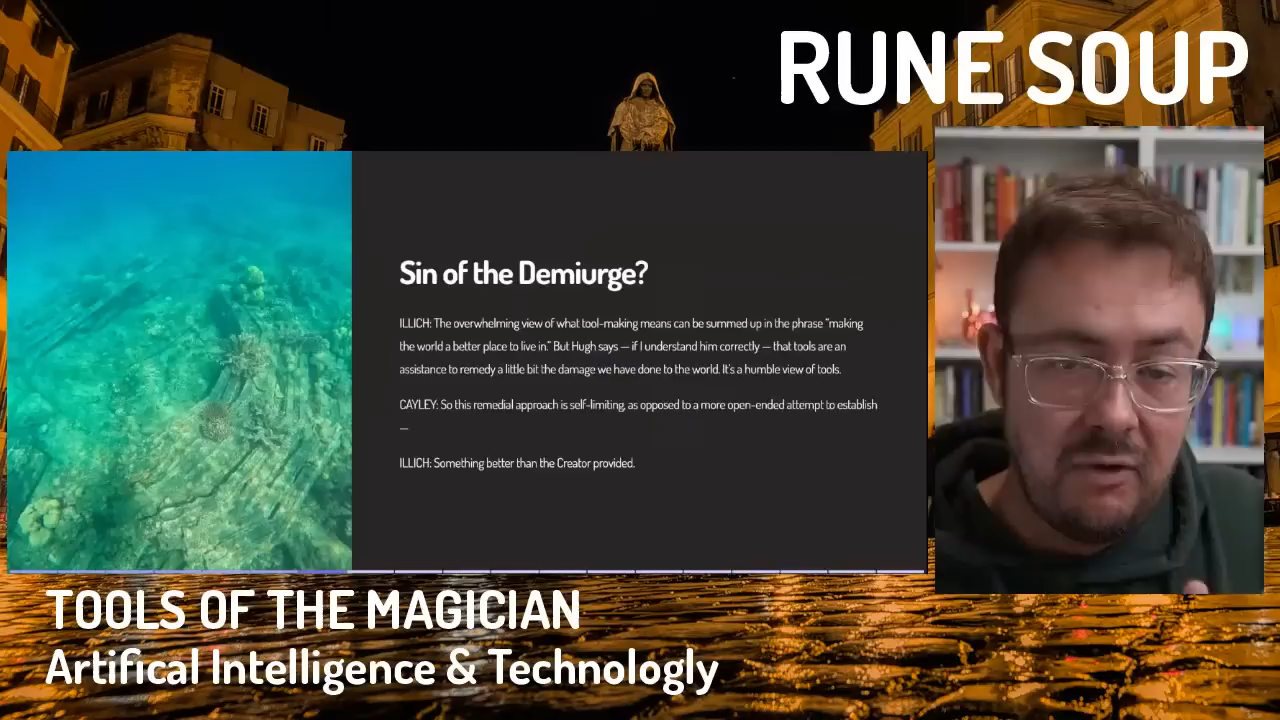 RUNE SOUP
Sin of the Demiurge?
ILLICH: The overwhelming view of what tool-making means can be summed up in the phrase “making
the world a better place to live in.” But Hugh says — if I understand him correctly — that tools are an
assistance to remedy a little bit the damage we have done to the world. It's a humble view of tools.
CAYLEY: So this remedial approach is self-limiting, as opposed to a more open-ended attempt to establish
—
ILLICH: Something better than the Creator provided.
TOOLS OF THE MAGICIAN
Artifical Intelligence & Technologly